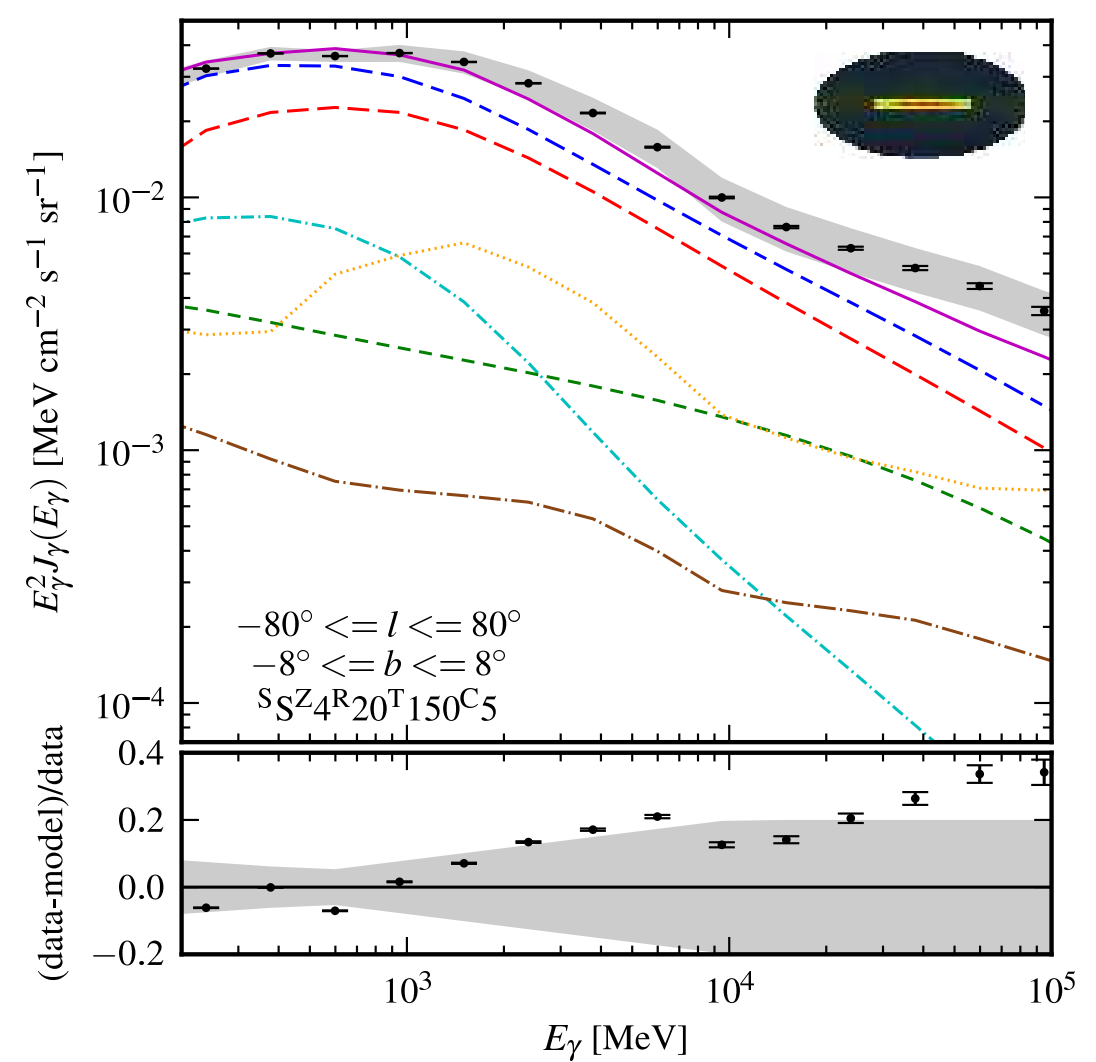 E²ᵧJᵧ(Eᵧ) [MeV cm⁻² s⁻¹ sr⁻¹]
10⁻²
10⁻³
10⁻⁴
−80° <= l <= 80°
−8° <= b <= 8°
ˢSᶻ4ᴿ20ᵀ150ᶜ5
(data-model)/data
0.4
0.2
0.0
−0.2
10³
10⁴
10⁵
Eᵧ [MeV]